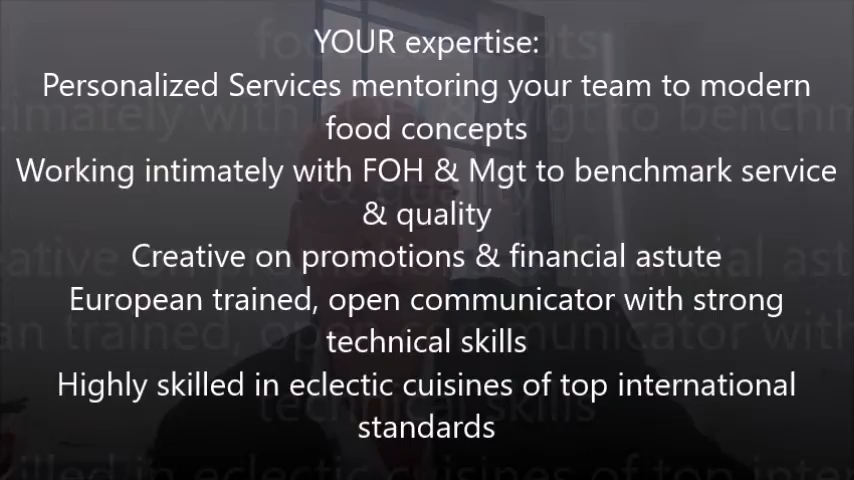 YOUR expertise:
Personalized Services mentoring your team to modern
food concepts
Working intimately with FOH & Mgt to benchmark service
& quality
Creative on promotions & financial astute
European trained, open communicator with strong
technical skills
Highly skilled in eclectic cuisines of top international
standards